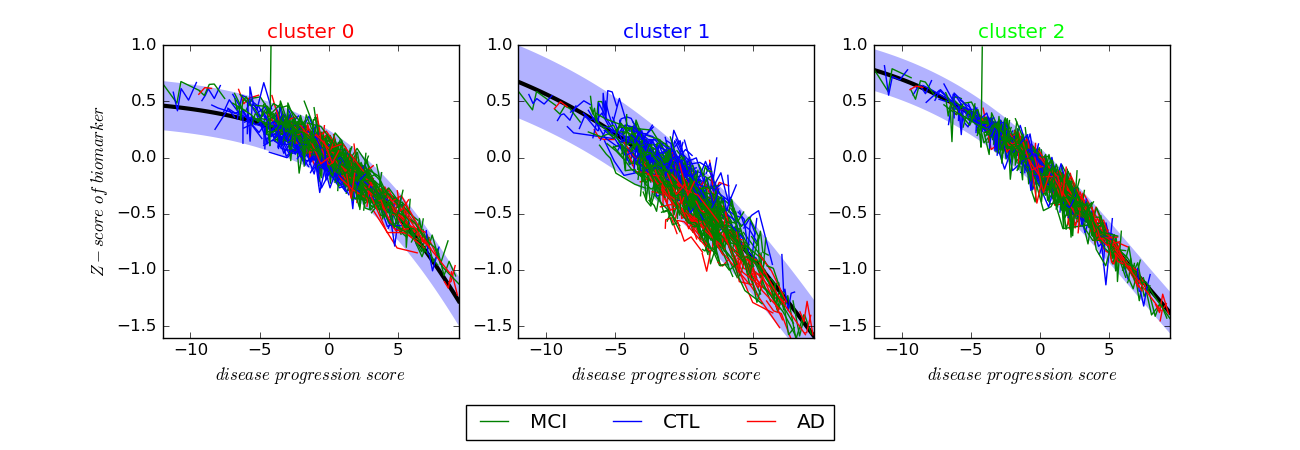 cluster 0 cluster 1 cluster 2
1.0 1.0 1.0
0.5 0.5 0.5
0.0 0.0 0.0
−0.5 −0.5 −0.5
−1.0 −1.0 −1.0
−1.5 −1.5 −1.5
Z − score of biomarker
−10 −5 0 5 −10 −5 0 5 −10 −5 0 5
disease progression score disease progression score disease progression score
MCI CTL AD